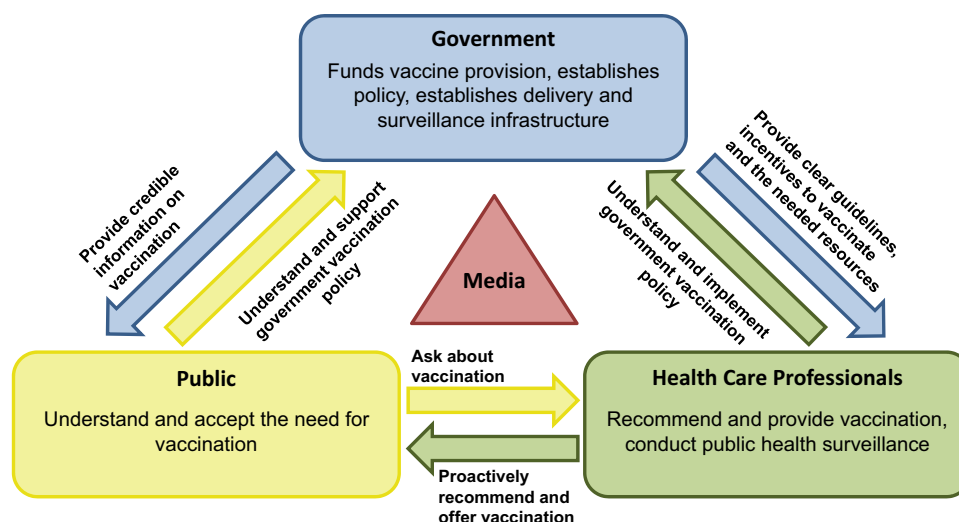 Government
Funds vaccine provision, establishes
policy, establishes delivery and
surveillance infrastructure
Provide credible
information on
vaccination
Understand and support
government vaccination
policy
Media
Understand and implement
government vaccination
policy
Provide clear guidelines,
incentives to vaccinate
and the needed resources
Public
Understand and accept the need for
vaccination
Ask about
vaccination
Proactively
recommend and
offer vaccination
Health Care Professionals
Recommend and provide vaccination,
conduct public health surveillance